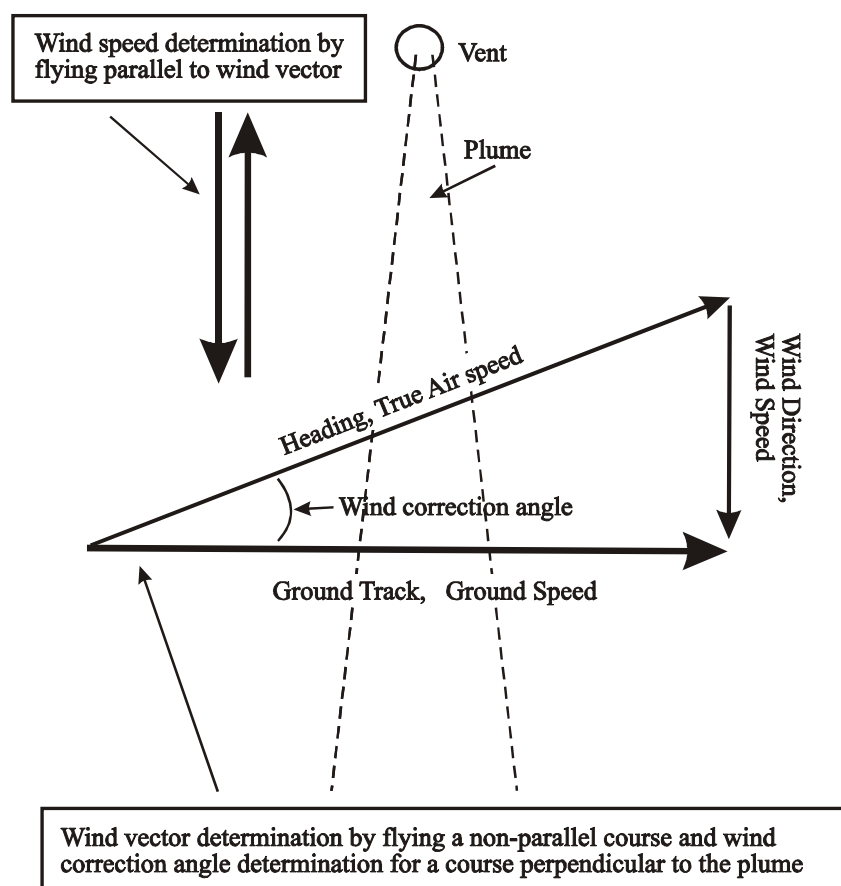 Wind speed determination by
flying parallel to wind vector
Vent
Plume
Heading, True Air speed
Wind Direction,
Wind Speed
Wind correction angle
Ground Track, Ground Speed
Wind vector determination by flying a non-parallel course and wind
correction angle determination for a course perpendicular to the plume